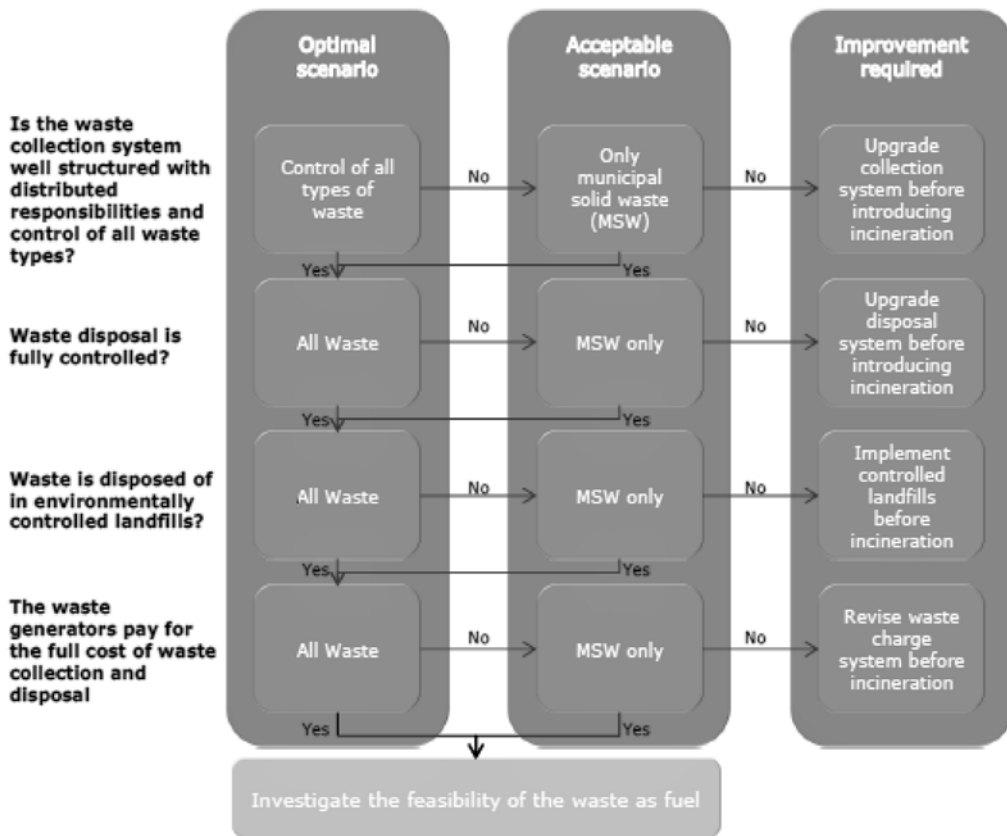 Optimal
scenario
Acceptable
scenario
Improvement
required
Is the waste
collection system
well structured with
distributed
responsibilities and
control of all waste
types?
Control of all
types of
waste
No
Only
municipal
solid waste
(MSW)
No
Upgrade
collection
system before
introducing
incineration
Yes
Yes
Waste disposal is
fully controlled?
All Waste
No
MSW only
No
Upgrade
disposal
system before
introducing
incineration
Yes
Yes
Waste is disposed of
in environmentally
controlled landfills?
All Waste
No
MSW only
No
Implement
controlled
landfills
before
incineration
Yes
Yes
The waste
generators pay for
the full cost of waste
collection and
disposal
All Waste
No
MSW only
No
Revise waste
charge
system before
incineration
Yes
Yes
Investigate the feasibility of the waste as fuel